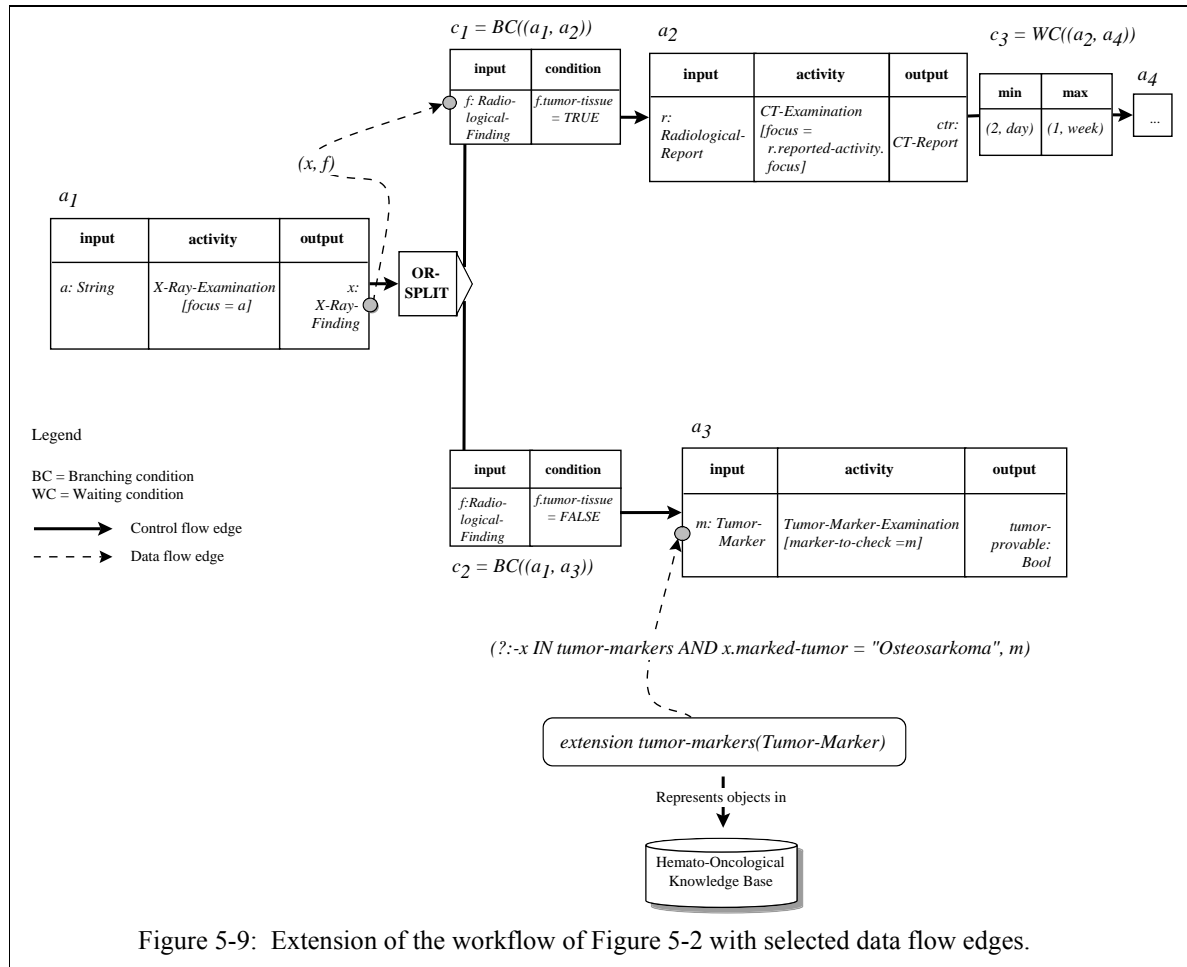 c1 = BC((a1, a2))
input condition
f: Radio-
logical-
Finding
f.tumor-tissue
= TRUE
a2
input activity output
r:
Radiological-
Report
CT-Examination
[focus =
r.reported-activity.
focus]
ctr:
CT-Report
c3 = WC((a2, a4))
min max
(2, day) (1, week)
a4
...
(x, f)
a1
input activity output
a: String
X-Ray-Examination
[focus = a]
x:
X-Ray-
Finding
OR-
SPLIT
Legend
BC = Branching condition
WC = Waiting condition
Control flow edge
Data flow edge
input condition
f:Radio-
logical-
Finding
f.tumor-tissue
= FALSE
c2 = BC((a1, a3))
a3
input activity output
m: Tumor-
Marker
Tumor-Marker-Examination
[marker-to-check =m]
tumor-
provable:
Bool
(?:-x IN tumor-markers AND x.marked-tumor = "Osteosarkoma", m)
extension tumor-markers(Tumor-Marker)
Represents objects in
Hemato-Oncological
Knowledge Base
Figure 5-9: Extension of the workflow of Figure 5-2 with selected data flow edges.